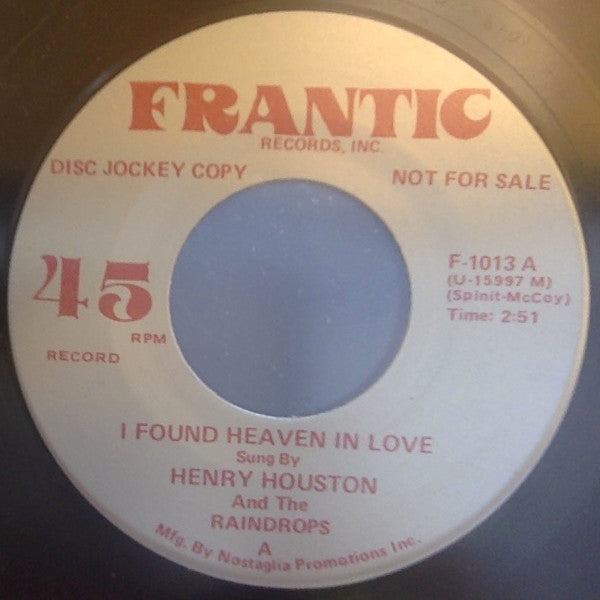 FRANTIC
RECORDS, INC.
DISC JOCKEY COPY
NOT FOR SALE
45
RPM
RECORD
F-1013 A
(U-15997 M)
(Spinit-McCoy)
Time: 2:51
I FOUND HEAVEN IN LOVE
Sung By
HENRY HOUSTON
And The
RAINDROPS
A
Mfg. By Nostaglia Promotions Inc.